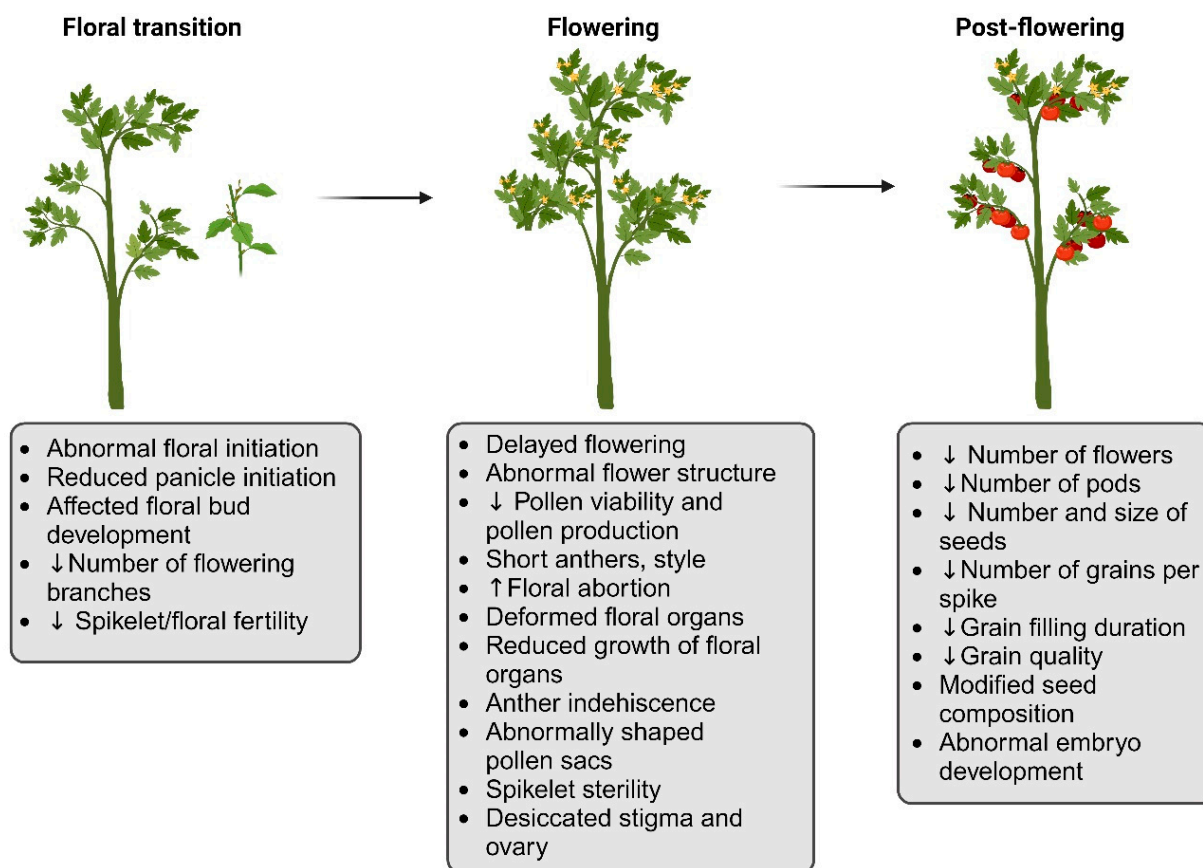 Floral transition
Flowering
Post-flowering
• Abnormal floral initiation
• Reduced panicle initiation
• Affected floral bud
development
• ↓Number of flowering
branches
• ↓ Spikelet/floral fertility
• Delayed flowering
• Abnormal flower structure
• ↓ Pollen viability and
pollen production
• Short anthers, style
• ↑Floral abortion
• Deformed floral organs
• Reduced growth of floral
organs
• Anther indehiscence
• Abnormally shaped
pollen sacs
• Spikelet sterility
• Desiccated stigma and
ovary
• ↓ Number of flowers
• ↓Number of pods
• ↓ Number and size of
seeds
• ↓Number of grains per
spike
• ↓Grain filling duration
• ↓Grain quality
• Modified seed
composition
• Abnormal embryo
development